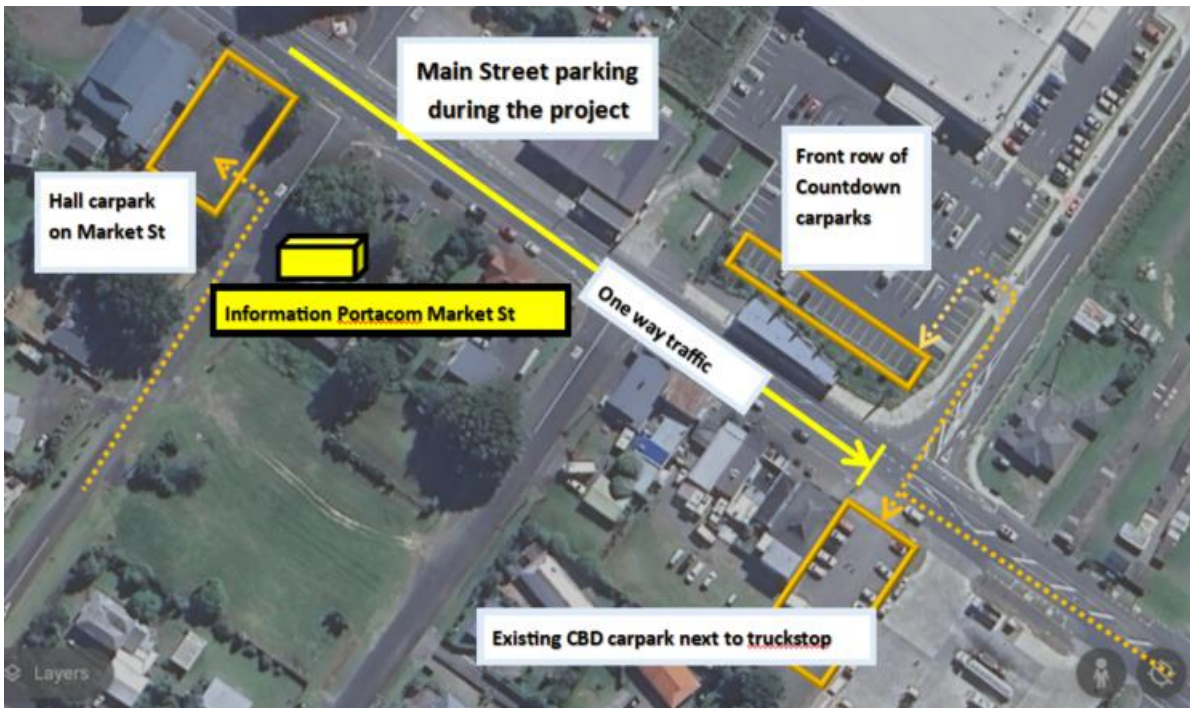 Main Street parking
during the project
Front row of
Countdown
carparks
Hall carpark
on Market St
Information Portacom Market St
One way traffic
Existing CBD carpark next to truckstop
Layers